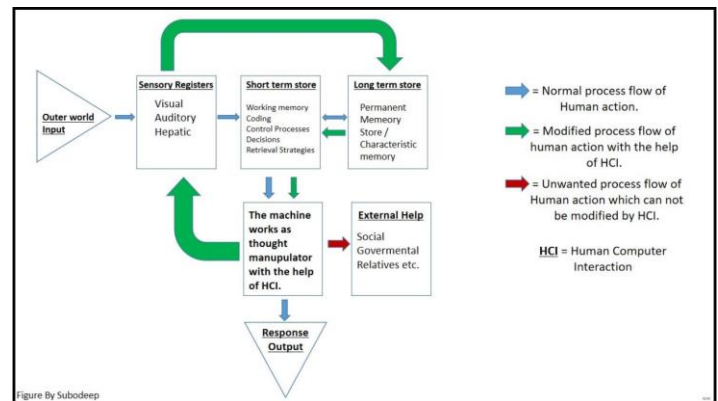 Outer world
Input
Sensory Registers
Visual
Auditory
Hepatic
Short term store
Working memory
Coding
Control Processes
Decisions
Retrieval Strategies
Long term store
Permanent
Memeory
Store /
Characteristic
memory
The machine
works as
thought
manupulator
with the help
of HCI.
External Help
Social
Govermental
Relatives etc.
Response
Output
= Normal process flow of
Human action.
= Modified process flow of
human action with the help
of HCI.
= Unwanted process flow of
Human action which can not
be modified by HCI.
HCI = Human Computer
Interaction
Figure By Subodeep